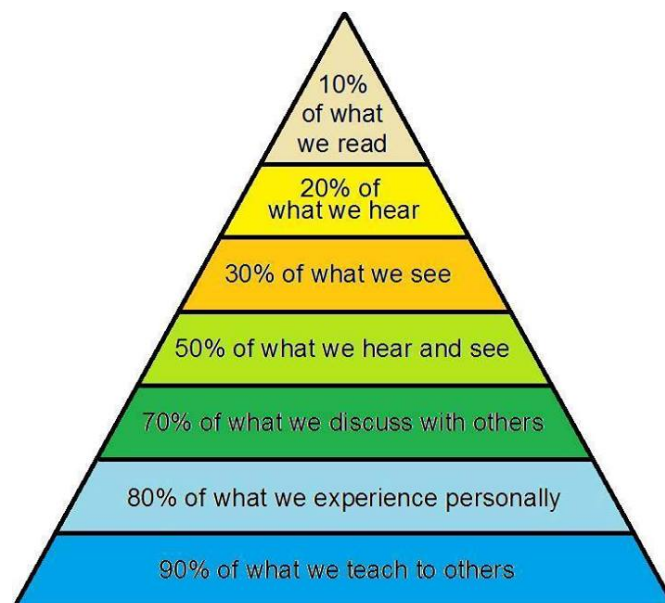 10%
of what
we read
20% of
what we hear
30% of what we see
50% of what we hear and see
70% of what we discuss with others
80% of what we experience personally
90% of what we teach to others